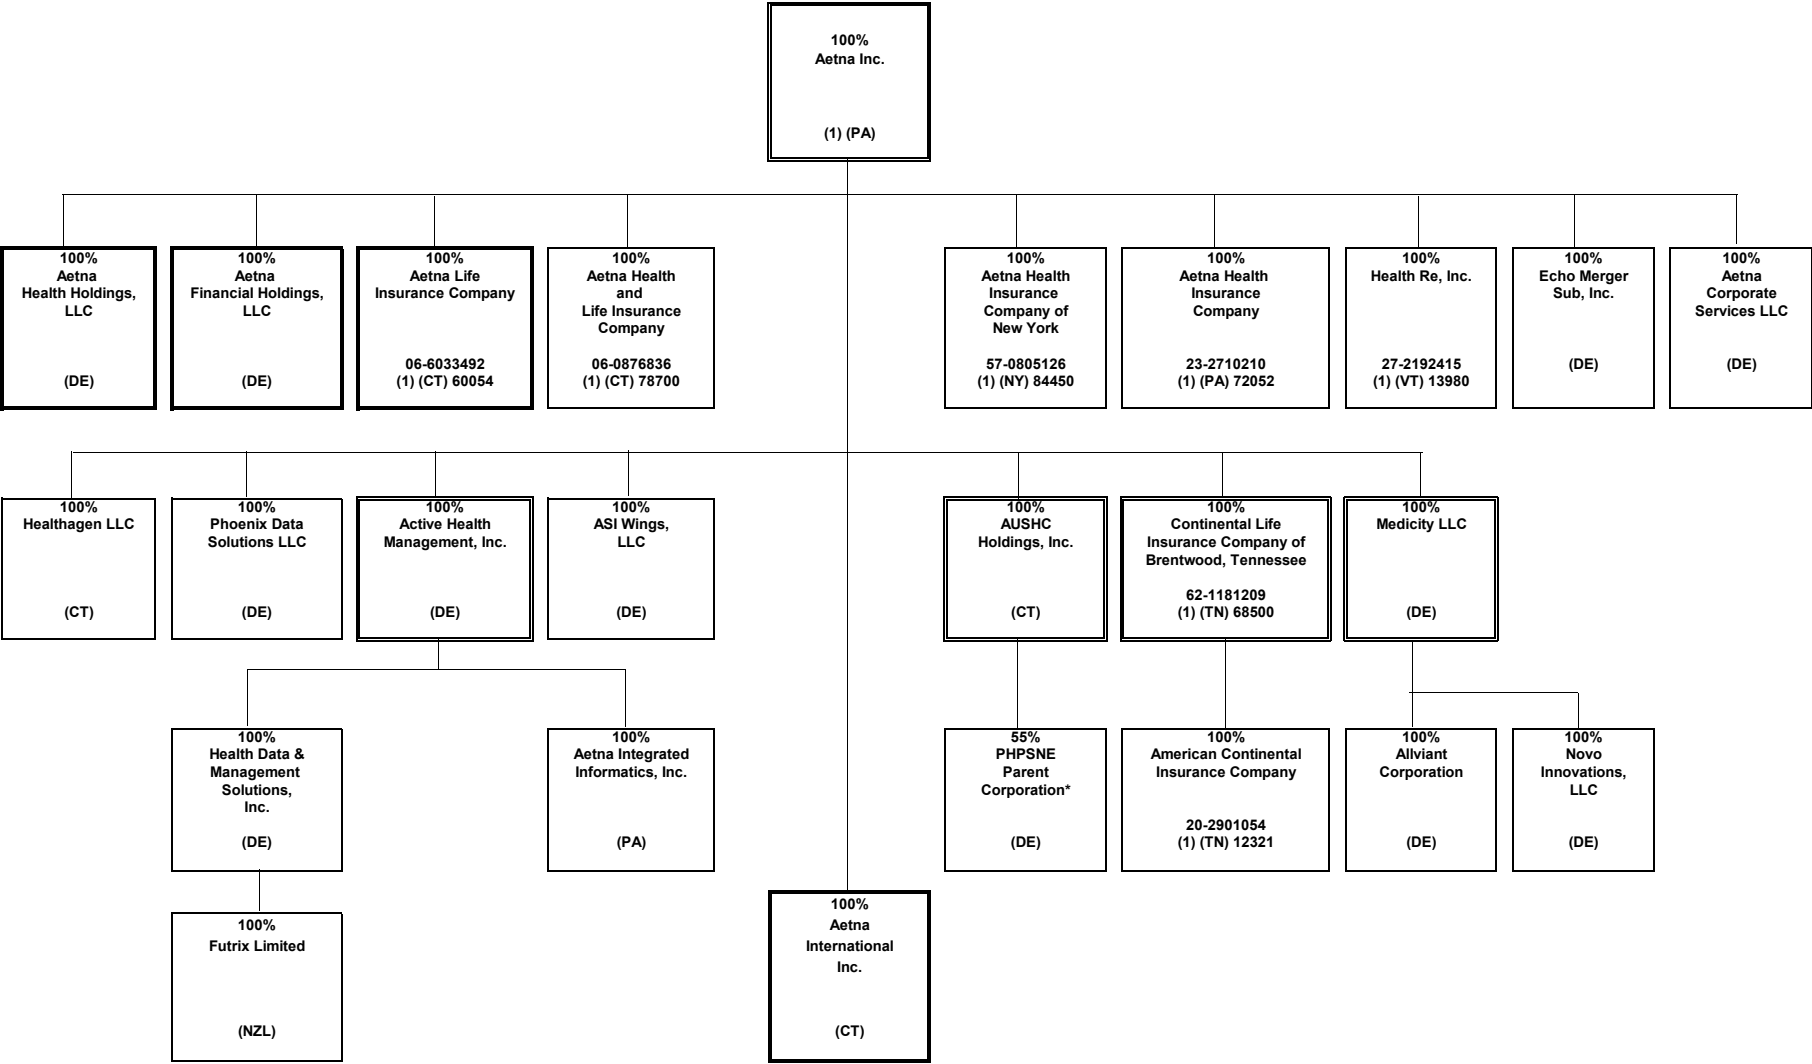 100%
Aetna Inc.
(1) (PA)
100%
Aetna
Health Holdings,
LLC
(DE)
100%
Aetna
Financial Holdings,
LLC
(DE)
100%
Aetna Life
Insurance Company
06-6033492
(1) (CT) 60054
100%
Aetna Health
and
Life Insurance
Company
06-0876836
(1) (CT) 78700
100%
Aetna Health
Insurance
Company of
New York
57-0805126
(1) (NY) 84450
100%
Aetna Health
Insurance
Company
23-2710210
(1) (PA) 72052
100%
Health Re, Inc.
27-2192415
(1) (VT) 13980
100%
Echo Merger
Sub, Inc.
(DE)
100%
Aetna
Corporate
Services LLC
(DE)
100%
Healthagen LLC
(CT)
100%
Phoenix Data
Solutions LLC
(DE)
100%
Active Health
Management, Inc.
(DE)
100%
ASI Wings,
LLC
(DE)
100%
AUSHC
Holdings, Inc.
(CT)
100%
Continental Life
Insurance Company of
Brentwood, Tennessee
62-1181209
(1) (TN) 68500
100%
Medicity LLC
(DE)
100%
Health Data &
Management
Solutions,
Inc.
(DE)
100%
Aetna Integrated
Informatics, Inc.
(PA)
55%
PHPSNE
Parent
Corporation*
(DE)
100%
American Continental
Insurance Company
20-2901054
(1) (TN) 12321
100%
Allviant
Corporation
(DE)
100%
Novo
Innovations,
LLC
(DE)
100%
Futrix Limited
(NZL)
100%
Aetna
International
Inc.
(CT)